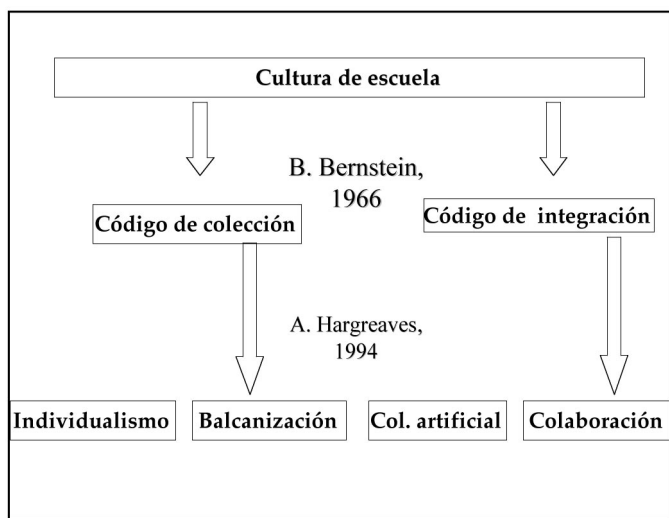 Cultura de escuela
B. Bernstein,
1966
Código de colección
Código de integración
A. Hargreaves,
1994
Individualismo
Balcanización
Col. artificial
Colaboración